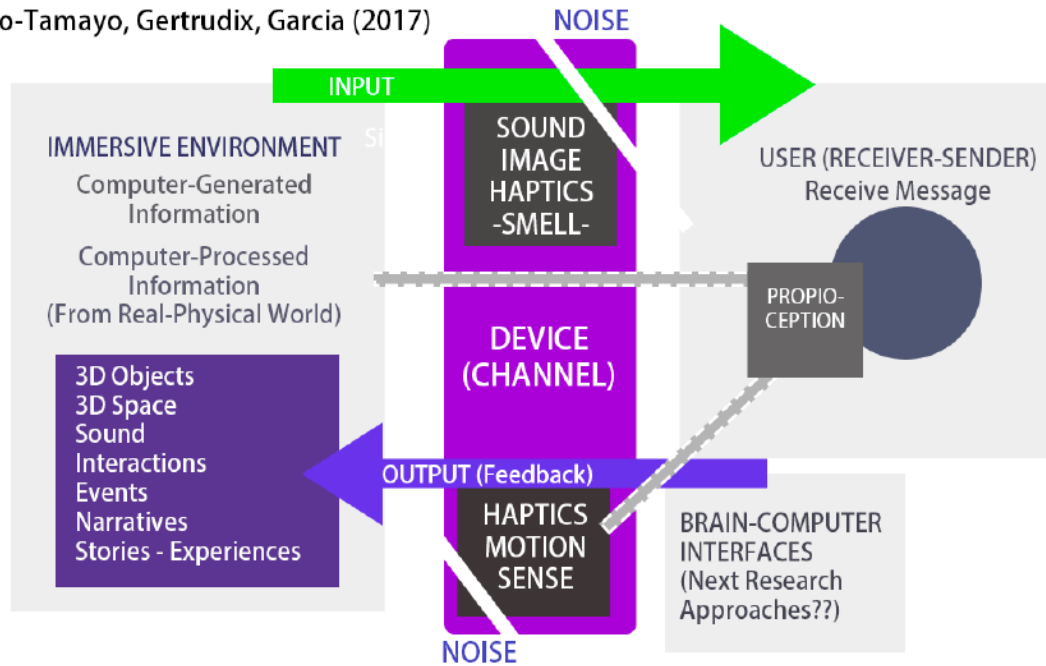 o-Tamayo, Gertrudix, Garcia (2017)
NOISE
INPUT
Si
IMMERSIVE ENVIRONMENT
Computer-Generated
Information
Computer-Processed
Information
(From Real-Physical World)
3D Objects
3D Space
Sound
Interactions
Events
Narratives
Stories - Experiences
SOUND
IMAGE
HAPTICS
-SMELL-
DEVICE
(CHANNEL)
OUTPUT (Feedback)
HAPTICS
MOTION
SENSE
NOISE
USER (RECEIVER-SENDER)
Receive Message
PROPIO-
CEPTION
BRAIN-COMPUTER
INTERFACES
(Next Research
Approaches??)